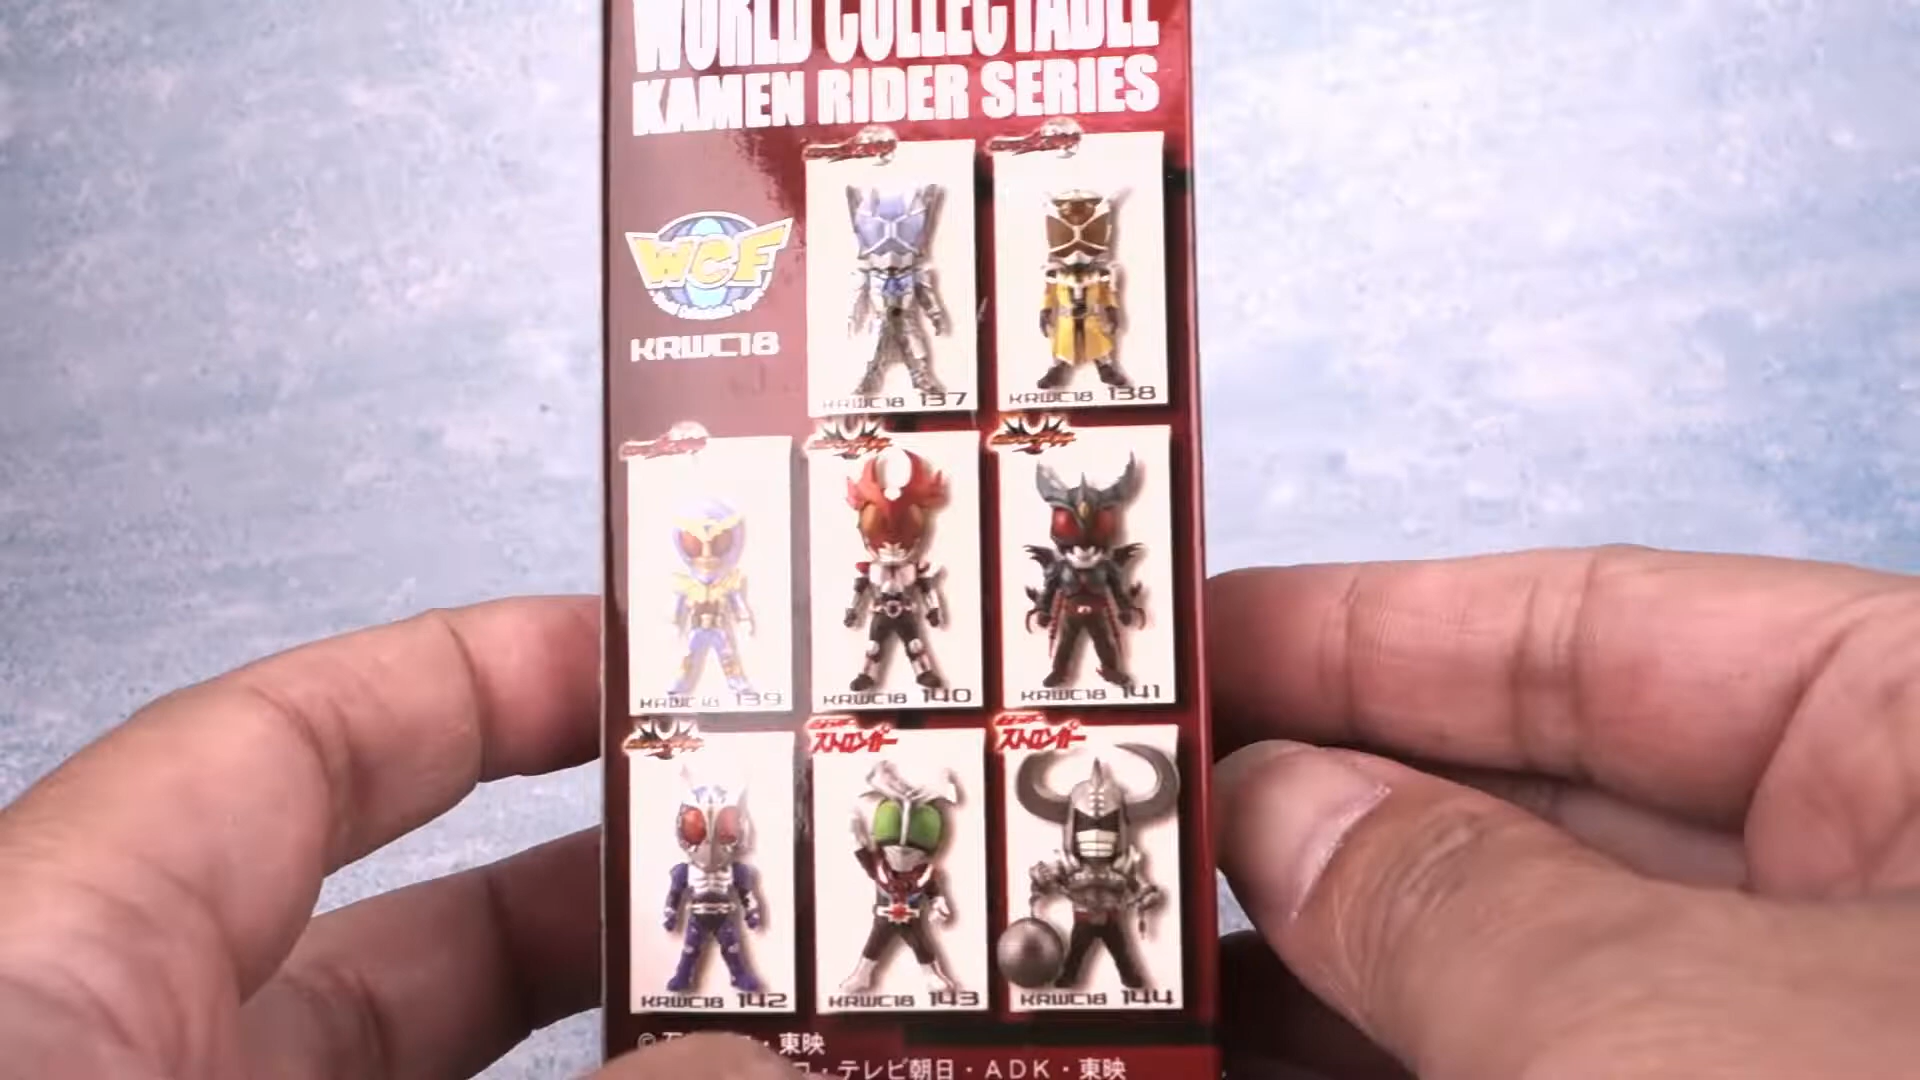 WORLD COLLECTABLE
KAMEN RIDER SERIES
WCF
KRWC18
KRWC18 137
KRWC18 138
KRWC18 139
KRWC18 140
KRWC18 141
ストロンガー
ストロンガー
KRWC18 142
KRWC18 143
KRWC18 144
©石 ・東映
・テレビ朝日・ADK・東映